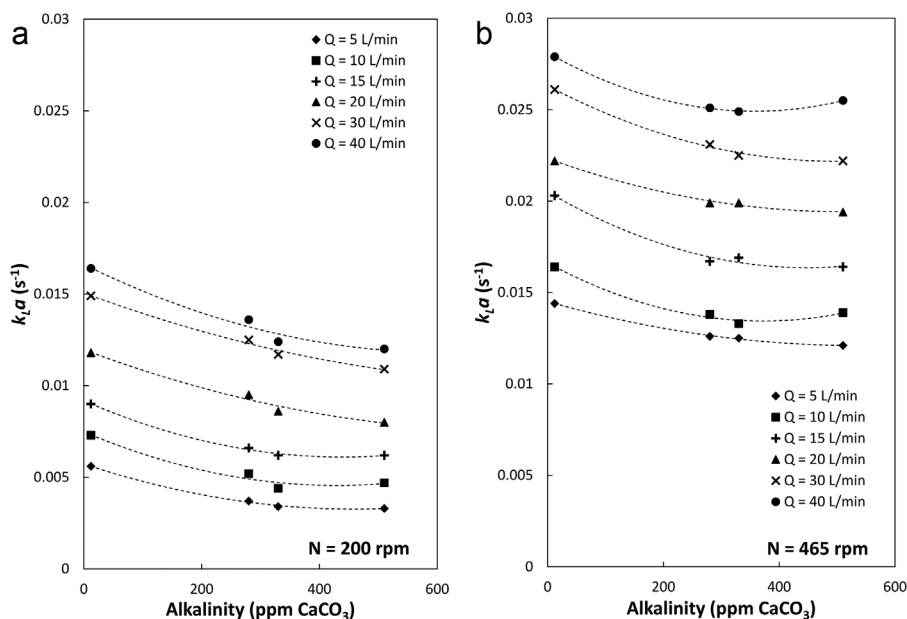 a
0.03
0.025
0.02
0.015
0.01
0.005
0
kLa (s⁻¹)
Q = 5 L/min
Q = 10 L/min
Q = 15 L/min
Q = 20 L/min
Q = 30 L/min
Q = 40 L/min
N = 200 rpm
0 200 400 600
Alkalinity (ppm CaCO₃)
b
0.03
0.025
0.02
0.015
0.01
0.005
0
kLa (s⁻¹)
Q = 5 L/min
Q = 10 L/min
Q = 15 L/min
Q = 20 L/min
Q = 30 L/min
Q = 40 L/min
N = 465 rpm
0 200 400 600
Alkalinity (ppm CaCO₃)